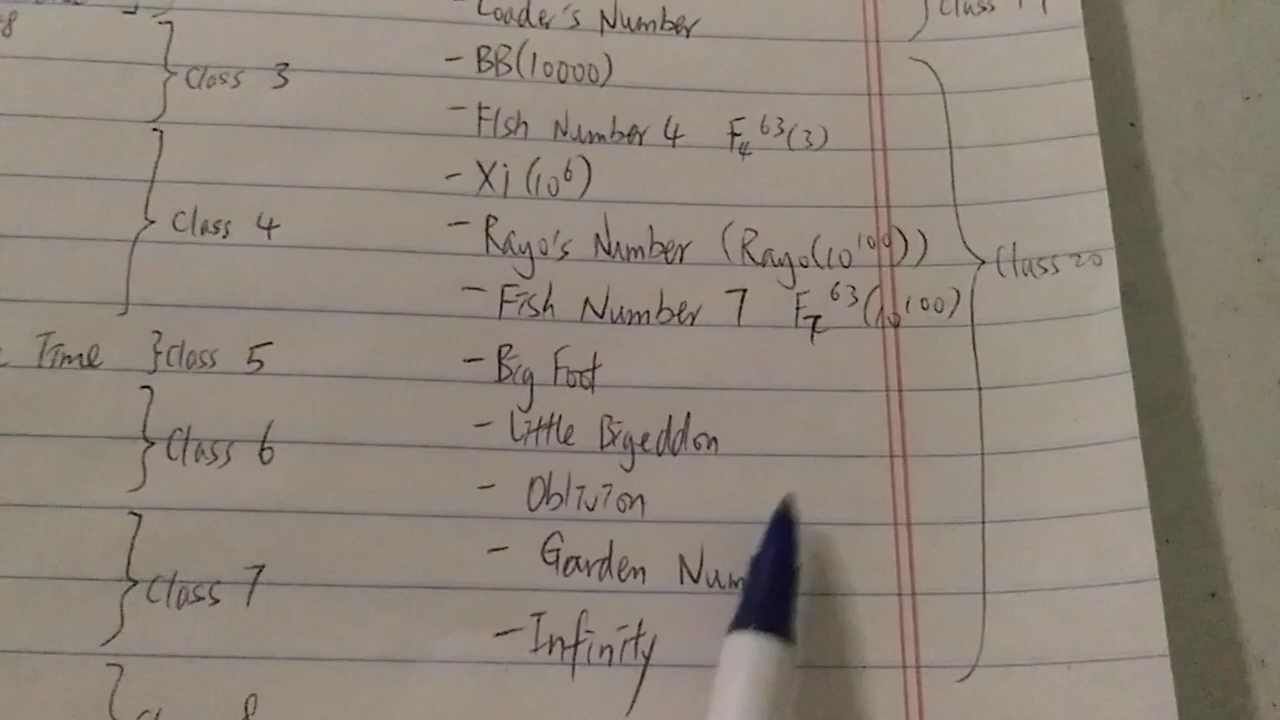 8
Class 3
Class 4
Time }Class 5
Class 6
Class 7
Loader's Number
- BB(10000)
- Fish Number 4 F₄⁶³(3)
- Xi(10⁶)
- Rayo's Number (Rayo(10¹⁰⁰))
- Fish Number 7 F₇⁶³(10¹⁰⁰)
- Big Foot
- Little Bigeddon
- Oblivion
- Garden Num
- Infinity
Class
Class 20